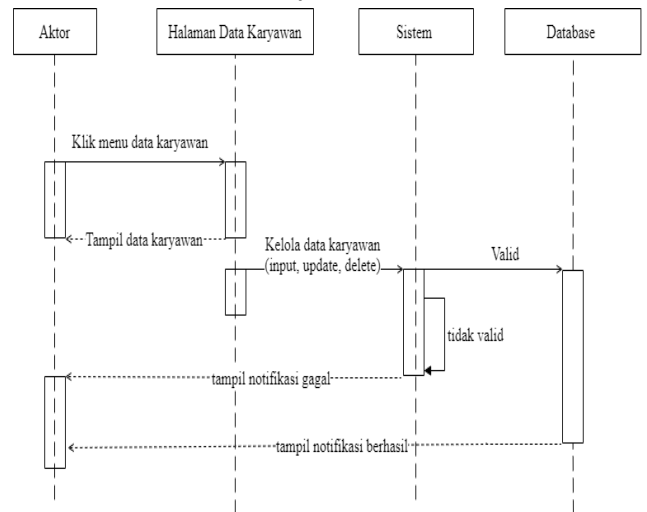 Aktor
Halaman Data Karyawan
Sistem
Database
Klik menu data karyawan
Tampil data karyawan
Kelola data karyawan
(input, update, delete)
Valid
tidak valid
tampil notifikasi gagal
tampil notifikasi berhasil